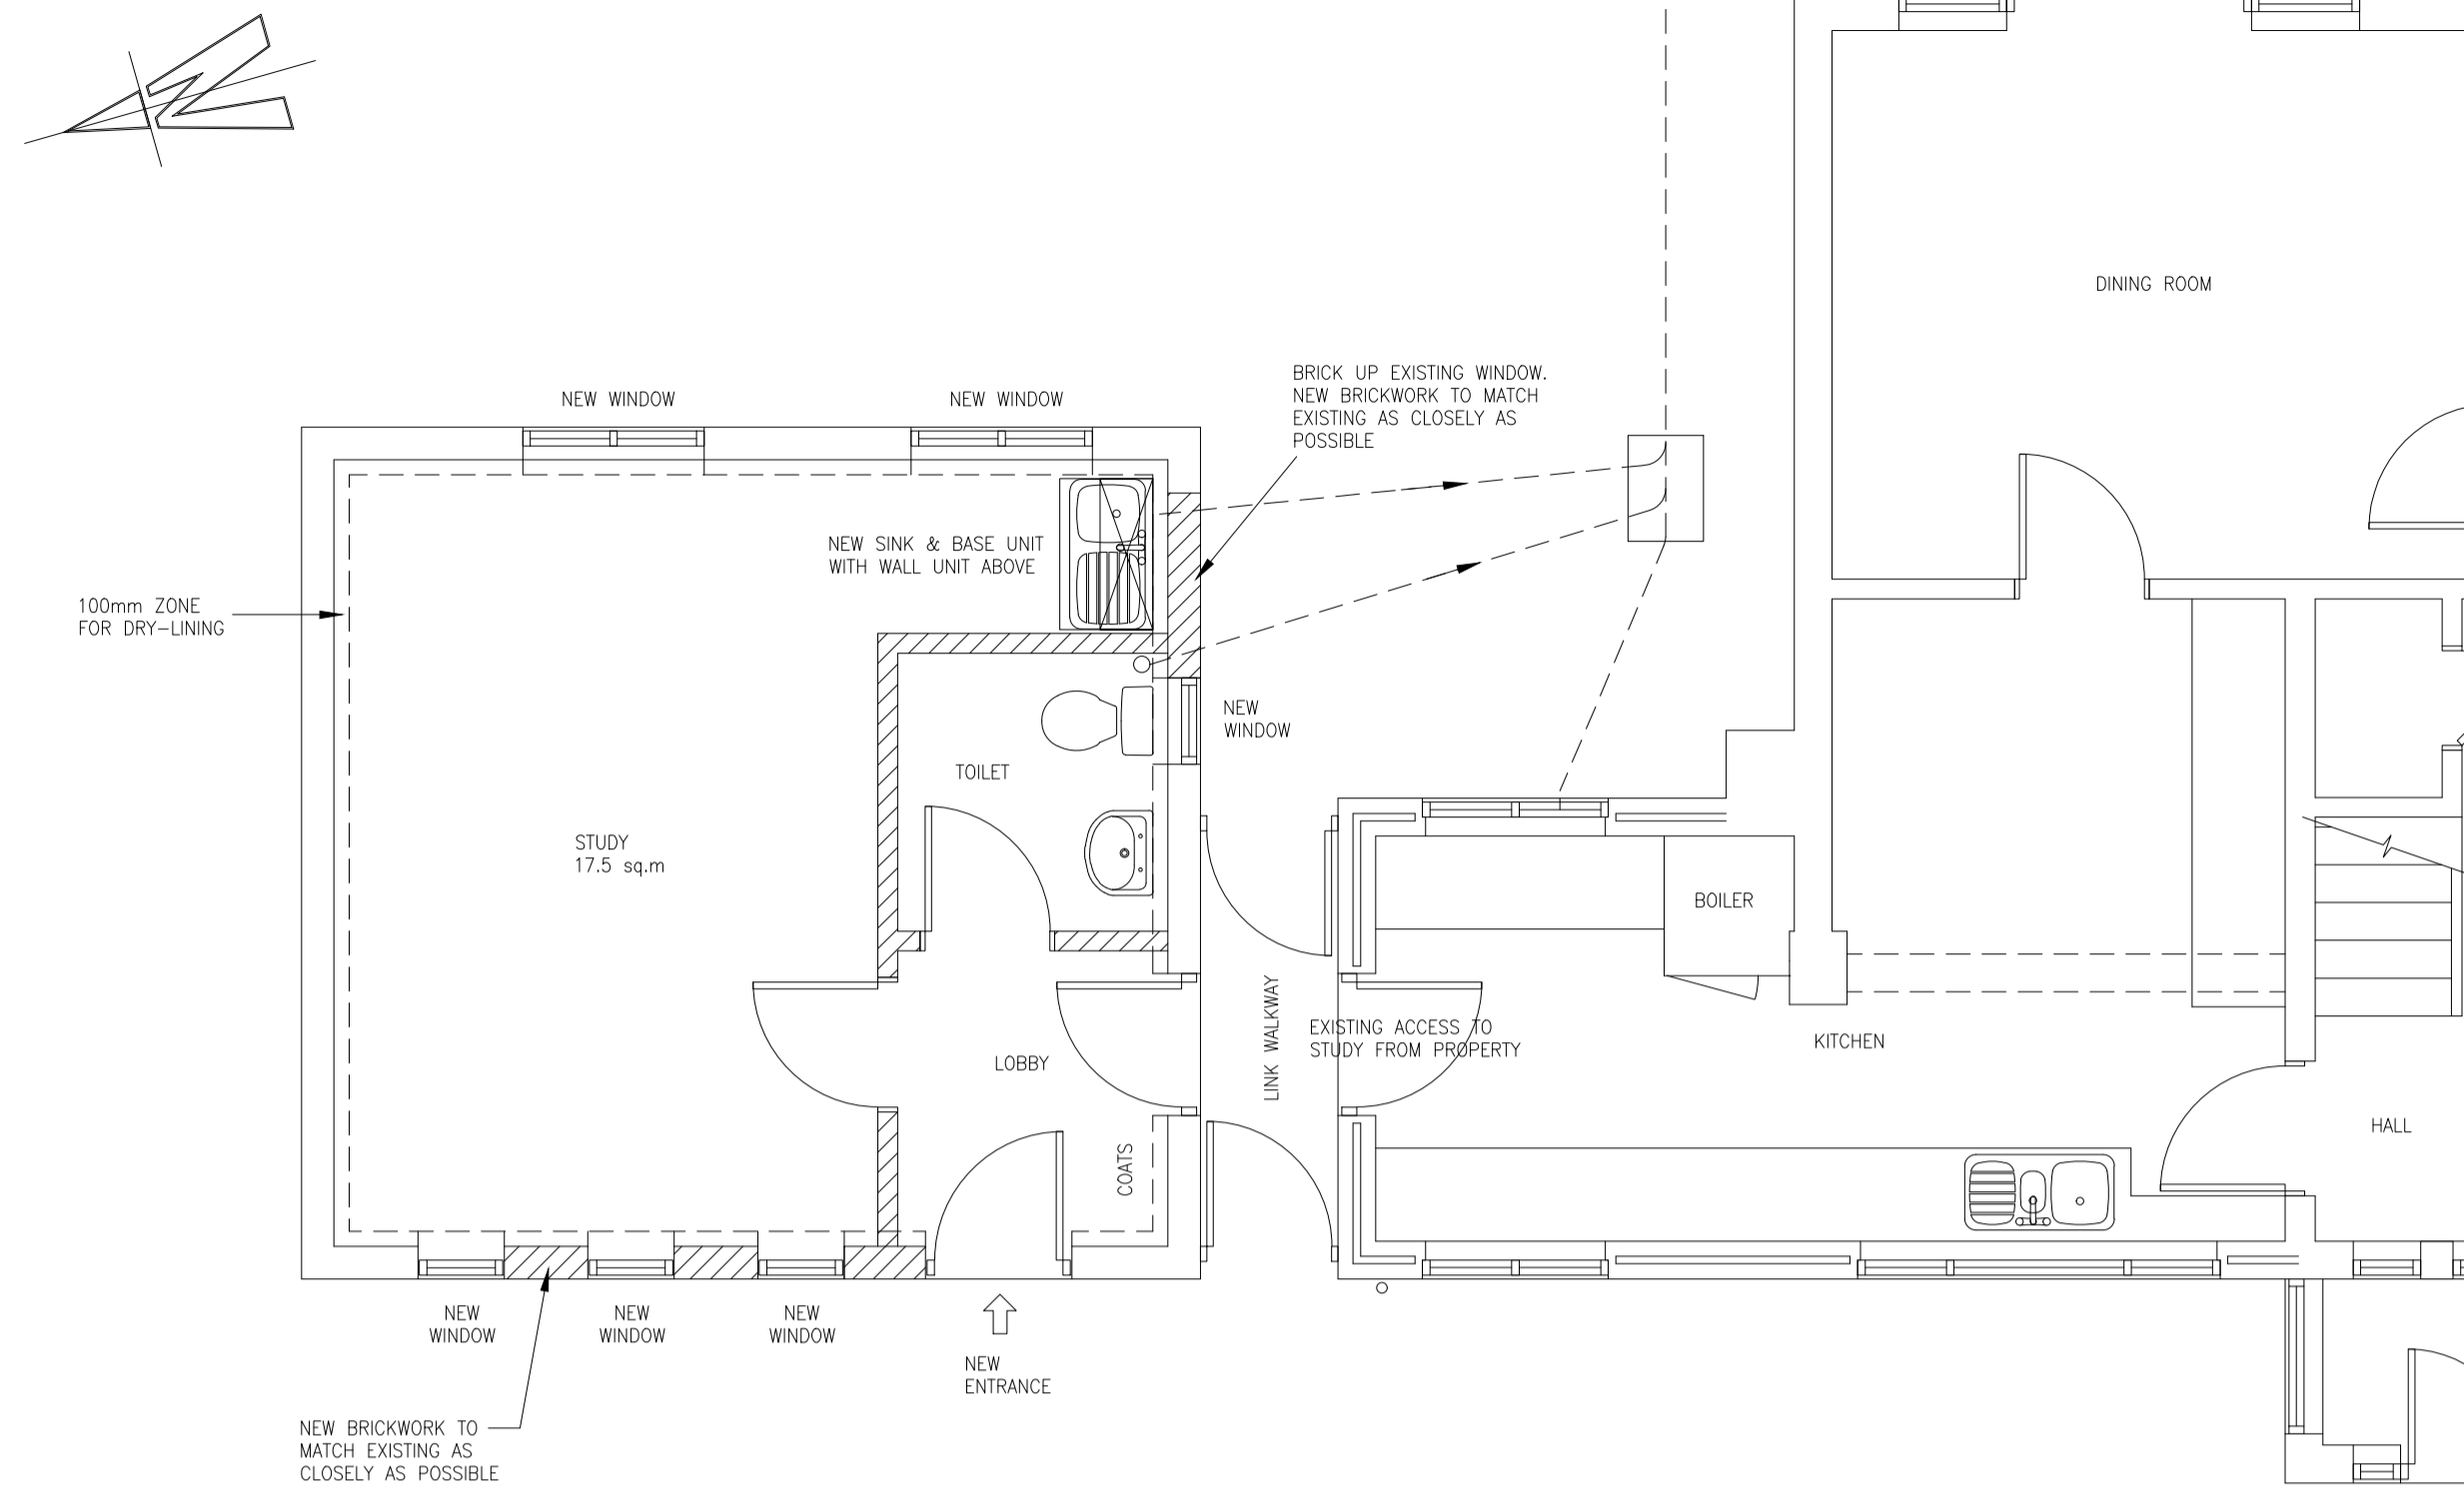 DINING ROOM
BRICK UP EXISTING WINDOW.
NEW BRICKWORK TO MATCH
EXISTING AS CLOSELY AS
POSSIBLE
NEW WINDOW
NEW WINDOW
NEW SINK & BASE UNIT
WITH WALL UNIT ABOVE
100mm ZONE
FOR DRY-LINING
NEW
WINDOW
TOILET
STUDY
17.5 sq.m
BOILER
LINK WALKWAY
EXISTING ACCESS TO
STUDY FROM PROPERTY
KITCHEN
LOBBY
HALL
COATS
NEW
WINDOW
NEW
WINDOW
NEW
WINDOW
NEW
ENTRANCE
NEW BRICKWORK TO
MATCH EXISTING AS
CLOSELY AS POSSIBLE